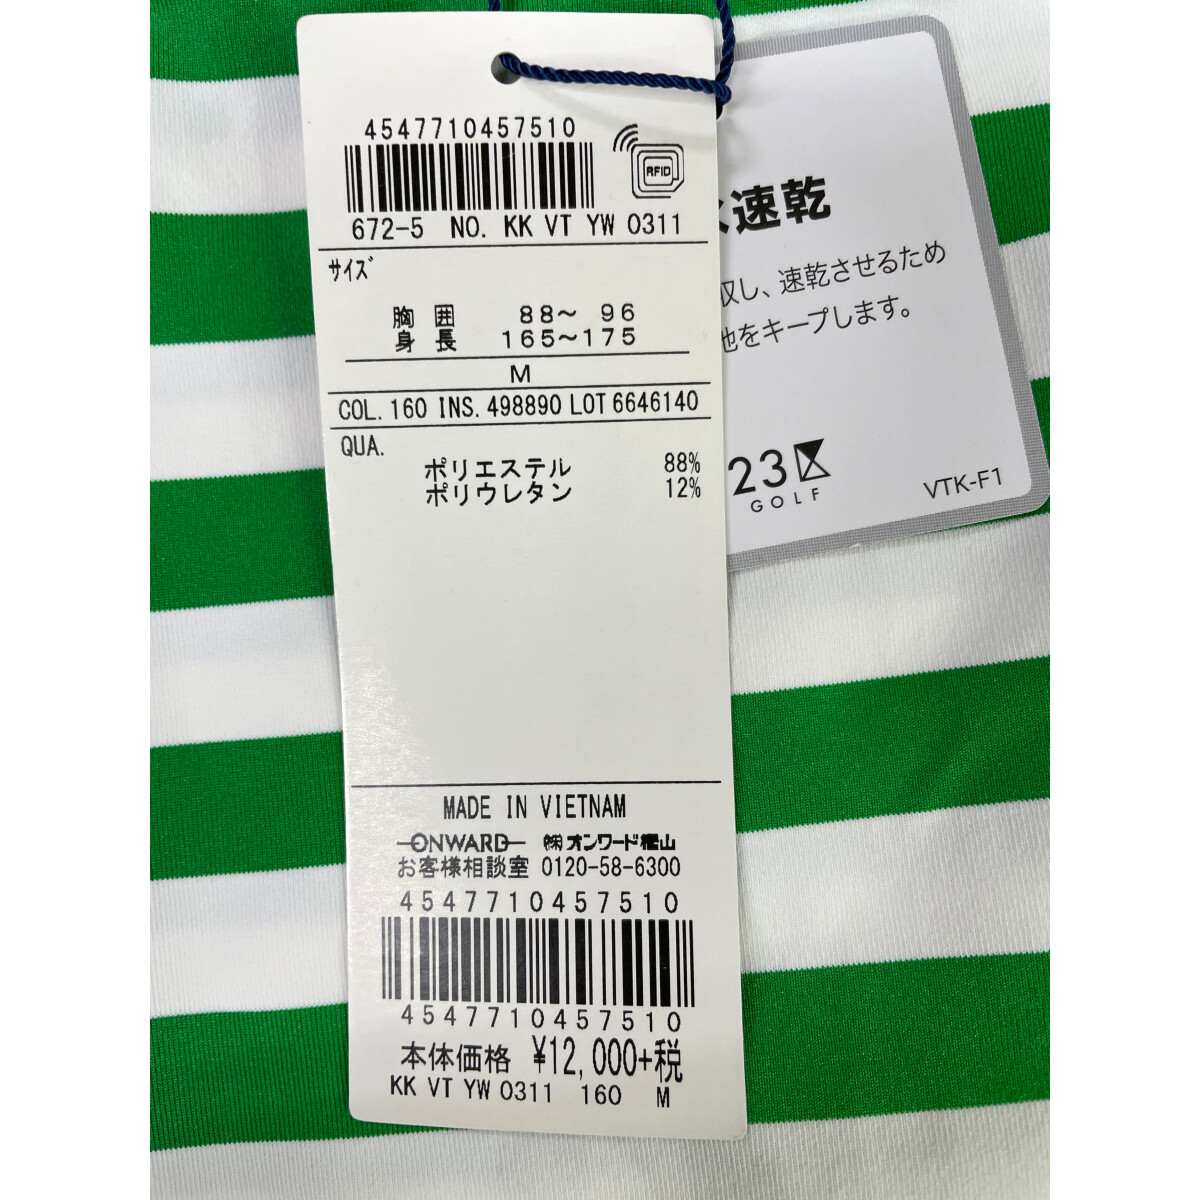 4547710457510
RFID
672-5 NO. KK VT YW 0311
サイズ
胸囲 88～ 96
身長 165～175
M
COL. 160 INS. 498890 LOT 6646140
QUA.
ポリエステル 88%
ポリウレタン 12%
MADE IN VIETNAM
ONWARD ㈱オンワード樫山
お客様相談室 0120-58-6300
4547710457510
4547710457510
本体価格 ¥12,000+税
KK VT YW 0311 160 M
速乾
収し、速乾させるため
地をキープします。
23
GOLF
VTK-F1